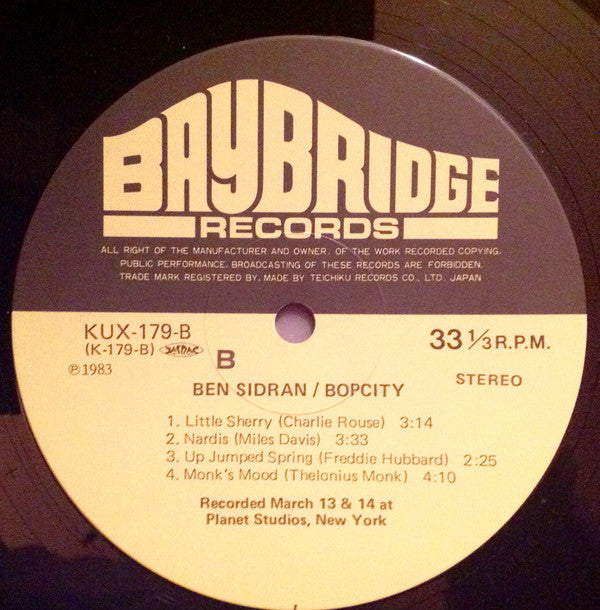 BAYBRIDGE
RECORDS
ALL RIGHT OF THE MANUFACTURER AND OWNER. OF THE WORK RECORDED COPYING.
PUBLIC PERFORMANCE. BROADCASTING OF THESE RECORDS ARE FORBIDDEN.
TRADE MARK REGISTERED BY. MADE BY TEICHIKU RECORDS CO., LTD. JAPAN
KUX-179-B
(K-179-B) JASRAC
B
33 1/3 R.P.M.
℗1983
STEREO
BEN SIDRAN / BOPCITY
1. Little Sherry (Charlie Rouse) 3:14
2. Nardis (Miles Davis) 3:33
3. Up Jumped Spring (Freddie Hubbard) 2:25
4. Monk's Mood (Thelonius Monk) 4:10
Recorded March 13 & 14 at
Planet Studios, New York